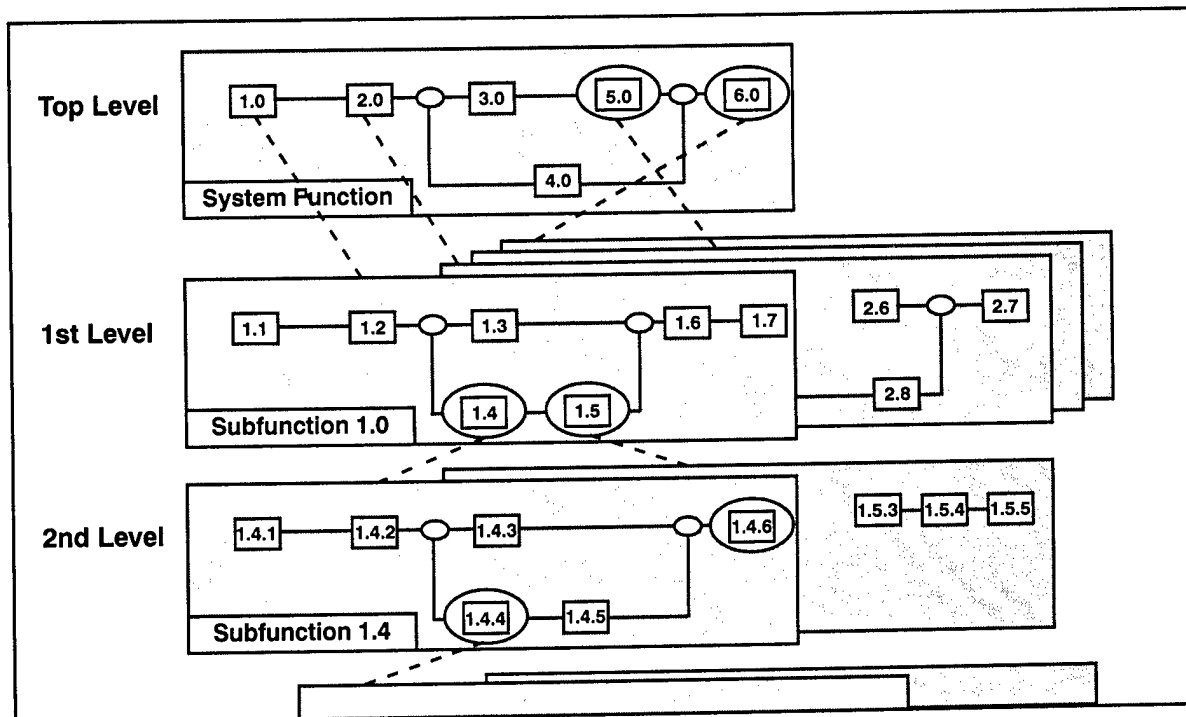 Top Level
1.0 2.0 3.0 5.0 6.0
4.0
System Function
1st Level
1.1 1.2 1.3 1.6 1.7 2.6 2.7
1.4 1.5 2.8
Subfunction 1.0
2nd Level
1.4.1 1.4.2 1.4.3 1.4.6 1.5.3 1.5.4 1.5.5
1.4.4 1.4.5
Subfunction 1.4